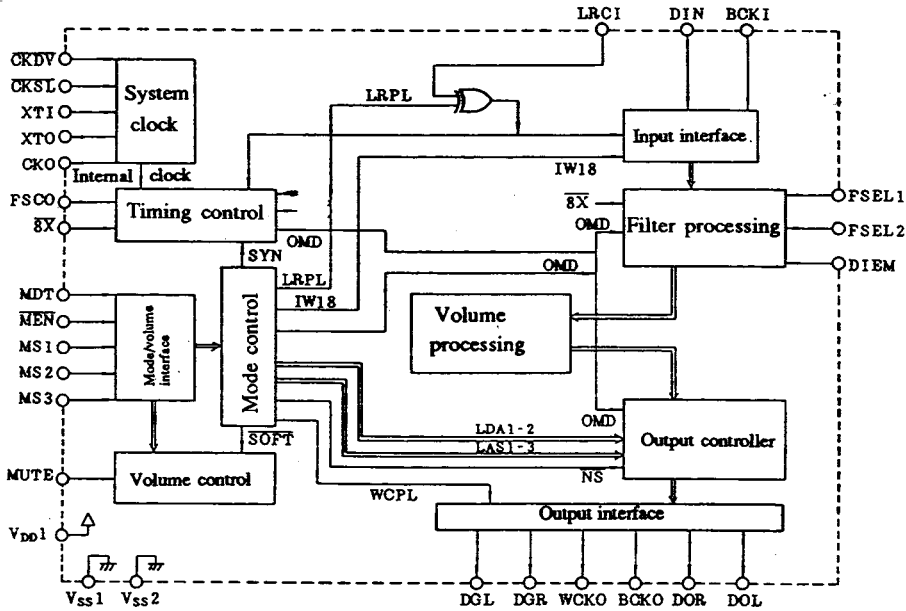 LRCI DIN BCKI
CKDV
CKSL
XTI
XTO
CKO
System
clock
Internal clock
LRPL
Input interface
IW18
FSCO
8X
Timing control
8X
OMD
Filter processing
FSEL1
FSEL2
DIEM
SYN
OMD
OMD
LRPL
IW18
MDT
MEN
MS1
MS2
MS3
Mode/volume
interface
Mode control
Volume
processing
LDA1-2
LAS1-3
OMD
NS
Output controller
SOFT
MUTE
Volume control
WCPL
Output interface
VDD1
VSS1 VSS2
DGL DGR WCKO BCKO DOR DOL